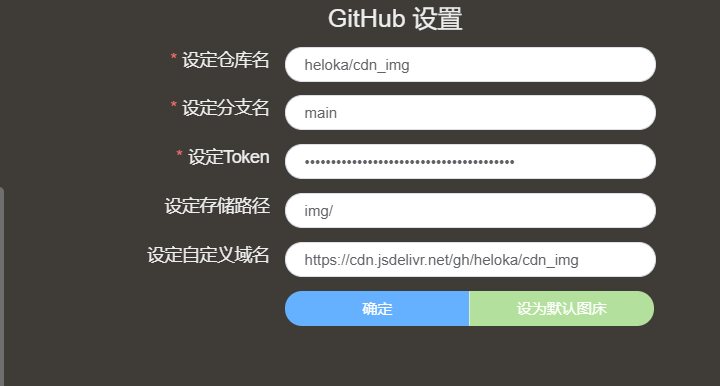 GitHub 设置
* 设定仓库名 heloka/cdn_img
* 设定分支名 main
* 设定Token ••••••••••••••••••••••••••••••••••••••••
设定存储路径 img/
设定自定义域名 https://cdn.jsdelivr.net/gh/heloka/cdn_img
确定 设为默认图床